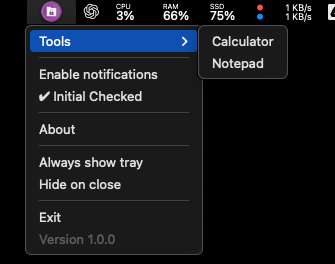 CPU 3%
RAM 66%
SSD 75%
1 KB/s
1 KB/s
Tools
Calculator
Notepad
Enable notifications
✔ Initial Checked
About
Always show tray
Hide on close
Exit
Version 1.0.0